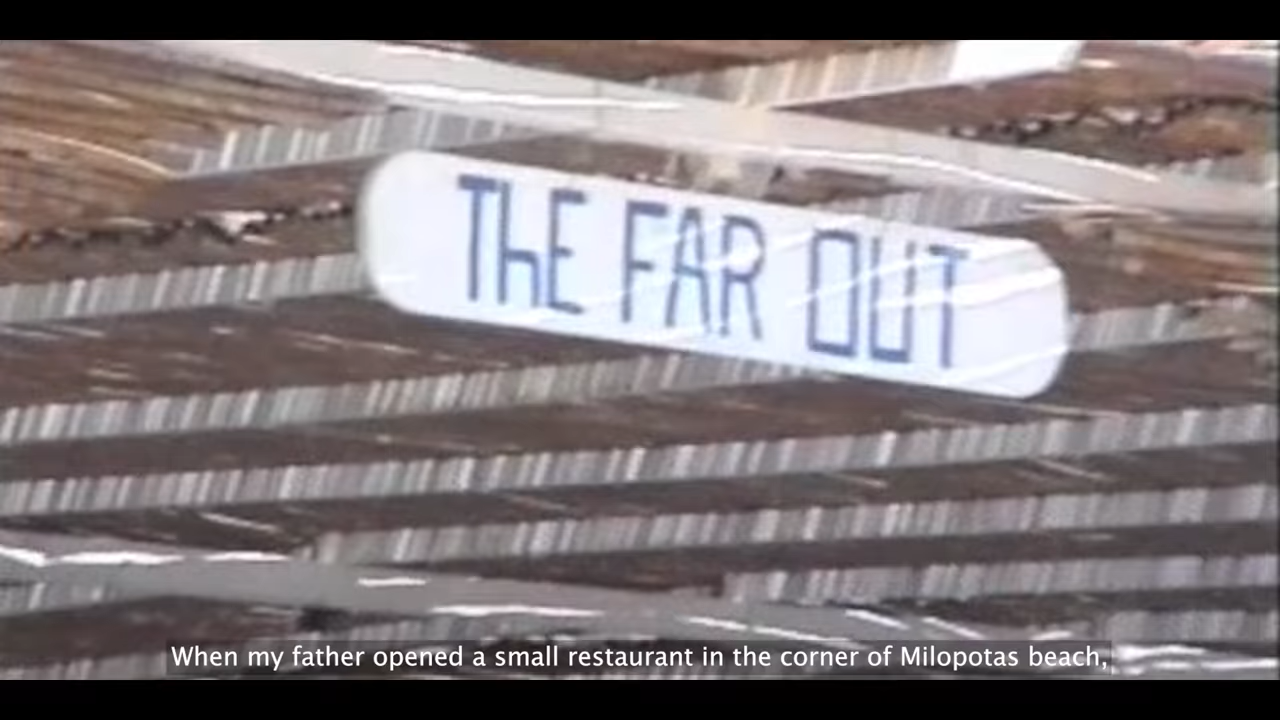 ThE FAR OUT
When my father opened a small restaurant in the corner of Milopotas beach,